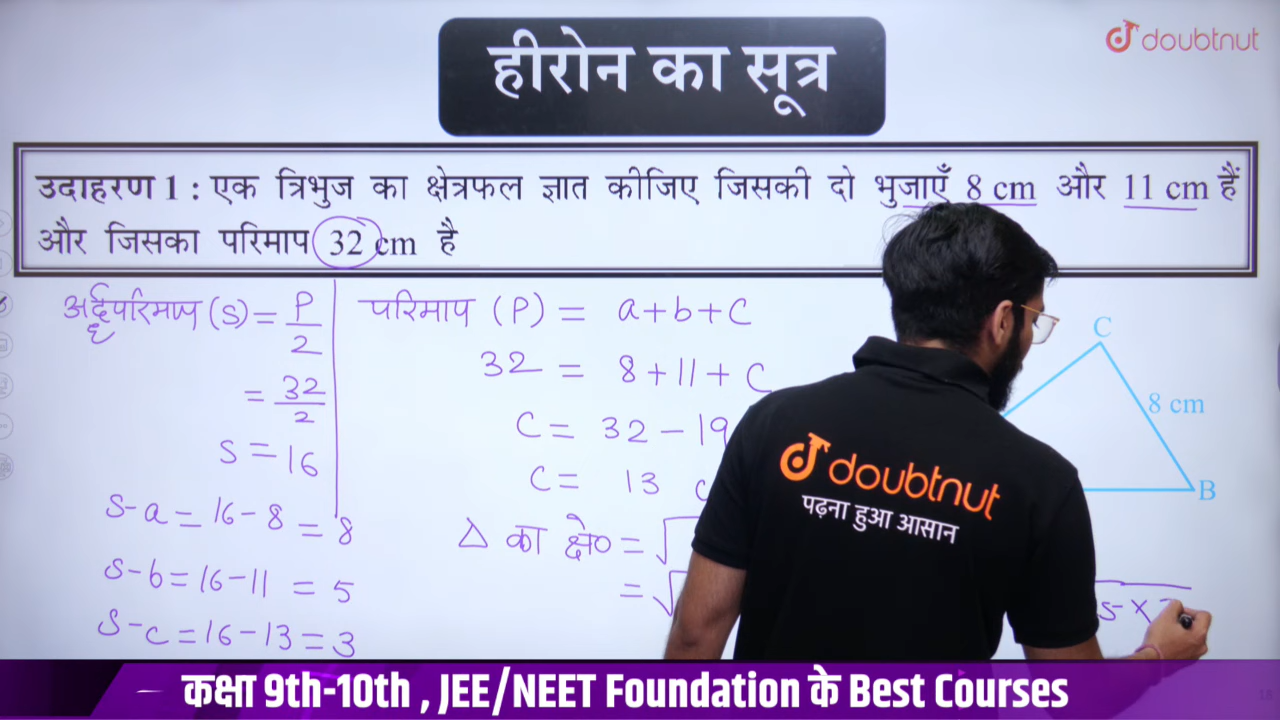 हीरोन का सूत्र
doubtnut
उदाहरण 1 : एक त्रिभुज का क्षेत्रफल ज्ञात कीजिए जिसकी दो भुजाएँ 8 cm और 11 cm हैं
और जिसका परिमाप 32 cm है
अर्द्धपरिमाप (S) = P/2
= 32/2
S = 16
S-a = 16-8 = 8
S-b = 16-11 = 5
S-c = 16-13 = 3
परिमाप (P) = a+b+C
32 = 8+11+C
C = 32-19
C = 13 c
Δ का क्षे० = √
= √
5×
C
8 cm
B
doubtnut
पढ़ना हुआ आसान
कक्षा 9th-10th , JEE/NEET Foundation के Best Courses